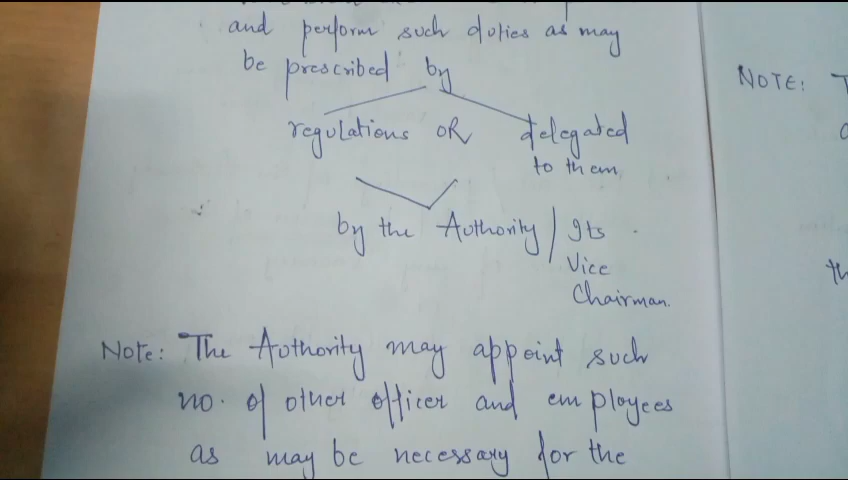 and perform such duties as may
be prescribed by
regulations OR delegated
to them
by the Authority / Its
Vice
Chairman.
Note: The Authority may appoint such
no. of other officer and employees
as may be necessary for the
NOTE:
th